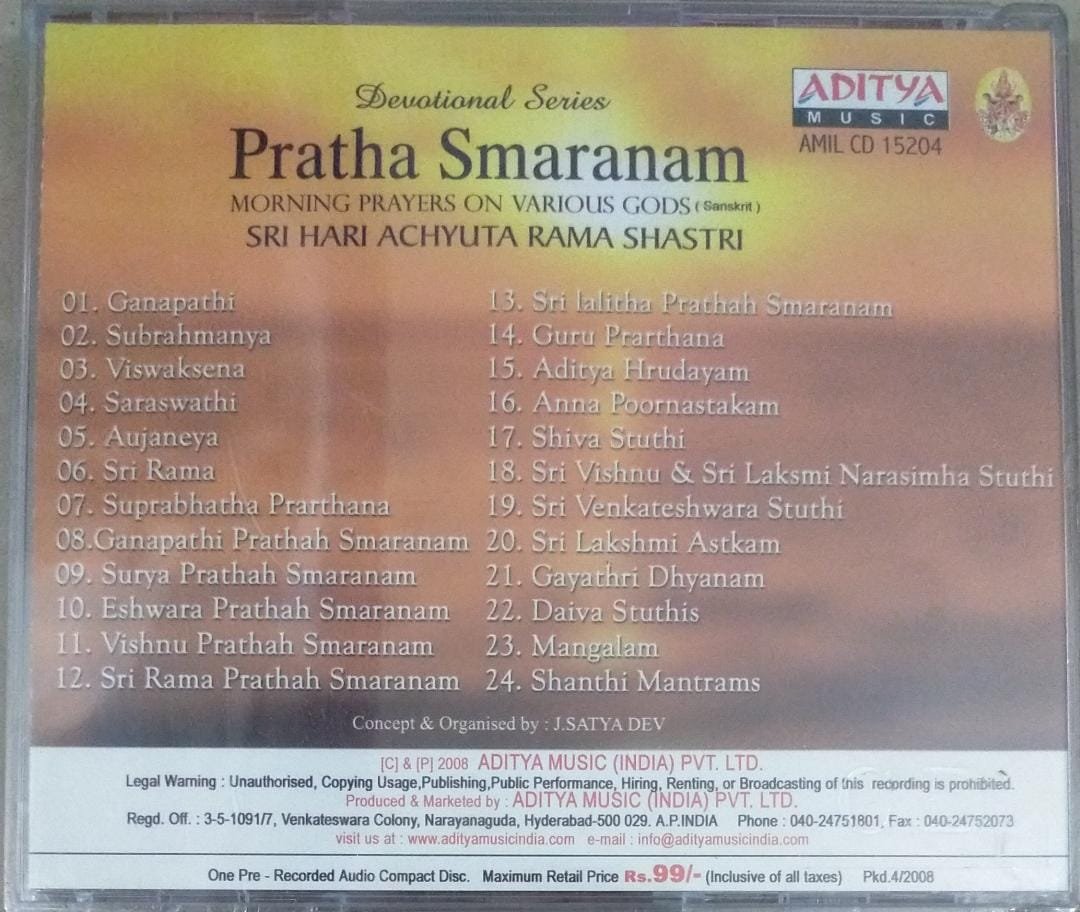 Devotional Series
ADITYA
MUSIC
AMIL CD 15204
Pratha Smaranam
MORNING PRAYERS ON VARIOUS GODS (Sanskrit)
SRI HARI ACHYUTA RAMA SHASTRI
01. Ganapathi
02. Subrahmanya
03. Viswaksena
04. Saraswathi
05. Aujaneya
06. Sri Rama
07. Suprabhatha Prarthana
08.Ganapathi Prathah Smaranam
09. Surya Prathah Smaranam
10. Eshwara Prathah Smaranam
11. Vishnu Prathah Smaranam
12. Sri Rama Prathah Smaranam
13. Sri lalitha Prathah Smaranam
14. Guru Prarthana
15. Aditya Hrudayam
16. Anna Poornastakam
17. Shiva Stuthi
18. Sri Vishnu & Sri Laksmi Narasimha Stuthi
19. Sri Venkateshwara Stuthi
20. Sri Lakshmi Astkam
21. Gayathri Dhyanam
22. Daiva Stuthis
23. Mangalam
24. Shanthi Mantrams
Concept & Organised by : J.SATYA DEV
[C] & [P] 2008 ADITYA MUSIC (INDIA) PVT. LTD.
Legal Warning : Unauthorised, Copying Usage,Publishing,Public Performance, Hiring, Renting, or Broadcasting of this recording is prohibited.
Produced & Marketed by : ADITYA MUSIC (INDIA) PVT. LTD.
Regd. Off. : 3-5-1091/7, Venkateswara Colony, Narayanaguda, Hyderabad-500 029. A.P.INDIA Phone : 040-24751801, Fax : 040-24752073
visit us at : www.adityamusicindia.com e-mail : info@adityamusicindia.com
One Pre - Recorded Audio Compact Disc. Maximum Retail Price Rs.99/- (Inclusive of all taxes) Pkd.4/2008